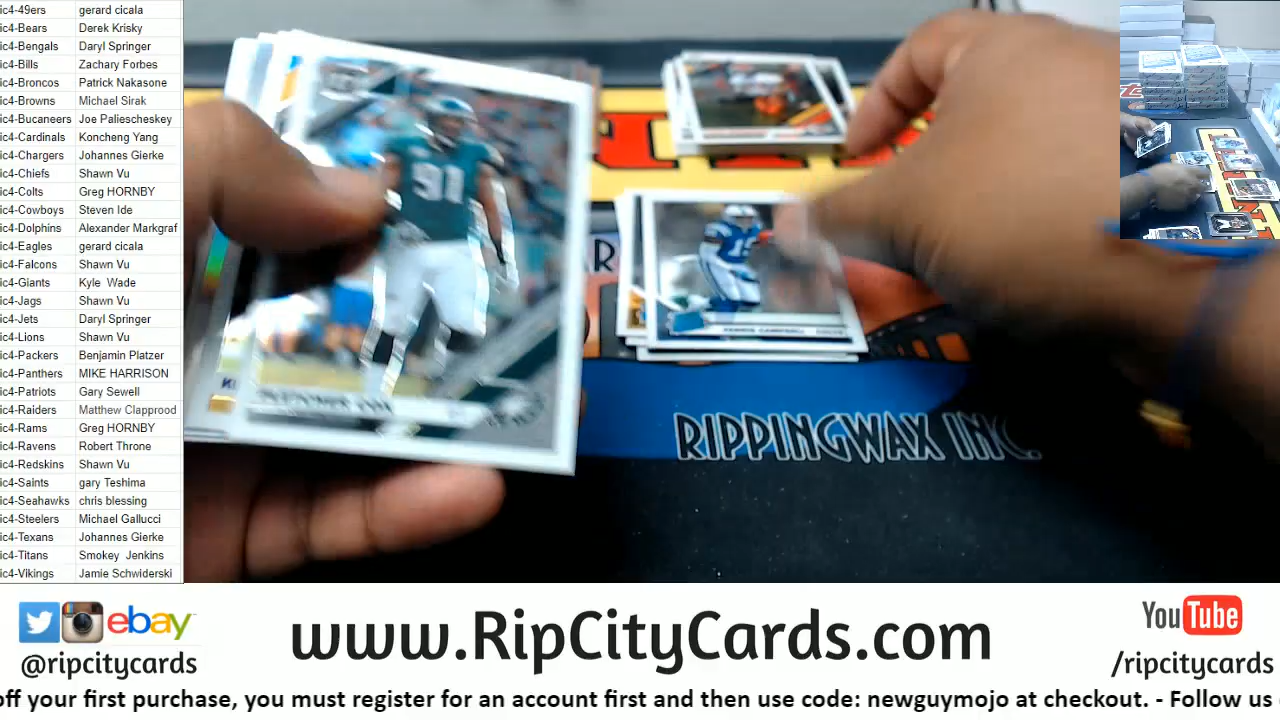 ic4-49ers gerard cicala
ic4-Bears Derek Krisky
ic4-Bengals Daryl Springer
ic4-Bills Zachary Forbes
ic4-Broncos Patrick Nakasone
ic4-Browns Michael Sirak
ic4-Bucaneers Joe Paliescheskey
ic4-Cardinals Koncheng Yang
ic4-Chargers Johannes Gierke
ic4-Chiefs Shawn Vu
ic4-Colts Greg HORNBY
ic4-Cowboys Steven Ide
ic4-Dolphins Alexander Markgraf
ic4-Eagles gerard cicala
ic4-Falcons Shawn Vu
ic4-Giants Kyle Wade
ic4-Jags Shawn Vu
ic4-Jets Daryl Springer
ic4-Lions Shawn Vu
ic4-Packers Benjamin Platzer
ic4-Panthers MIKE HARRISON
ic4-Patriots Gary Sewell
ic4-Raiders Matthew Clapprood
ic4-Rams Greg HORNBY
ic4-Ravens Robert Throne
ic4-Redskins Shawn Vu
ic4-Saints gary Teshima
ic4-Seahawks chris blessing
ic4-Steelers Michael Gallucci
ic4-Texans Johannes Gierke
ic4-Titans Smokey Jenkins
ic4-Vikings Jamie Schwiderski
91
RIPPINGWAX INC.
ebay
@ripcitycards
www.RipCityCards.com
YouTube
/ripcitycards
off your first purchase, you must register for an account first and then use code: newguymojo at checkout. - Follow us